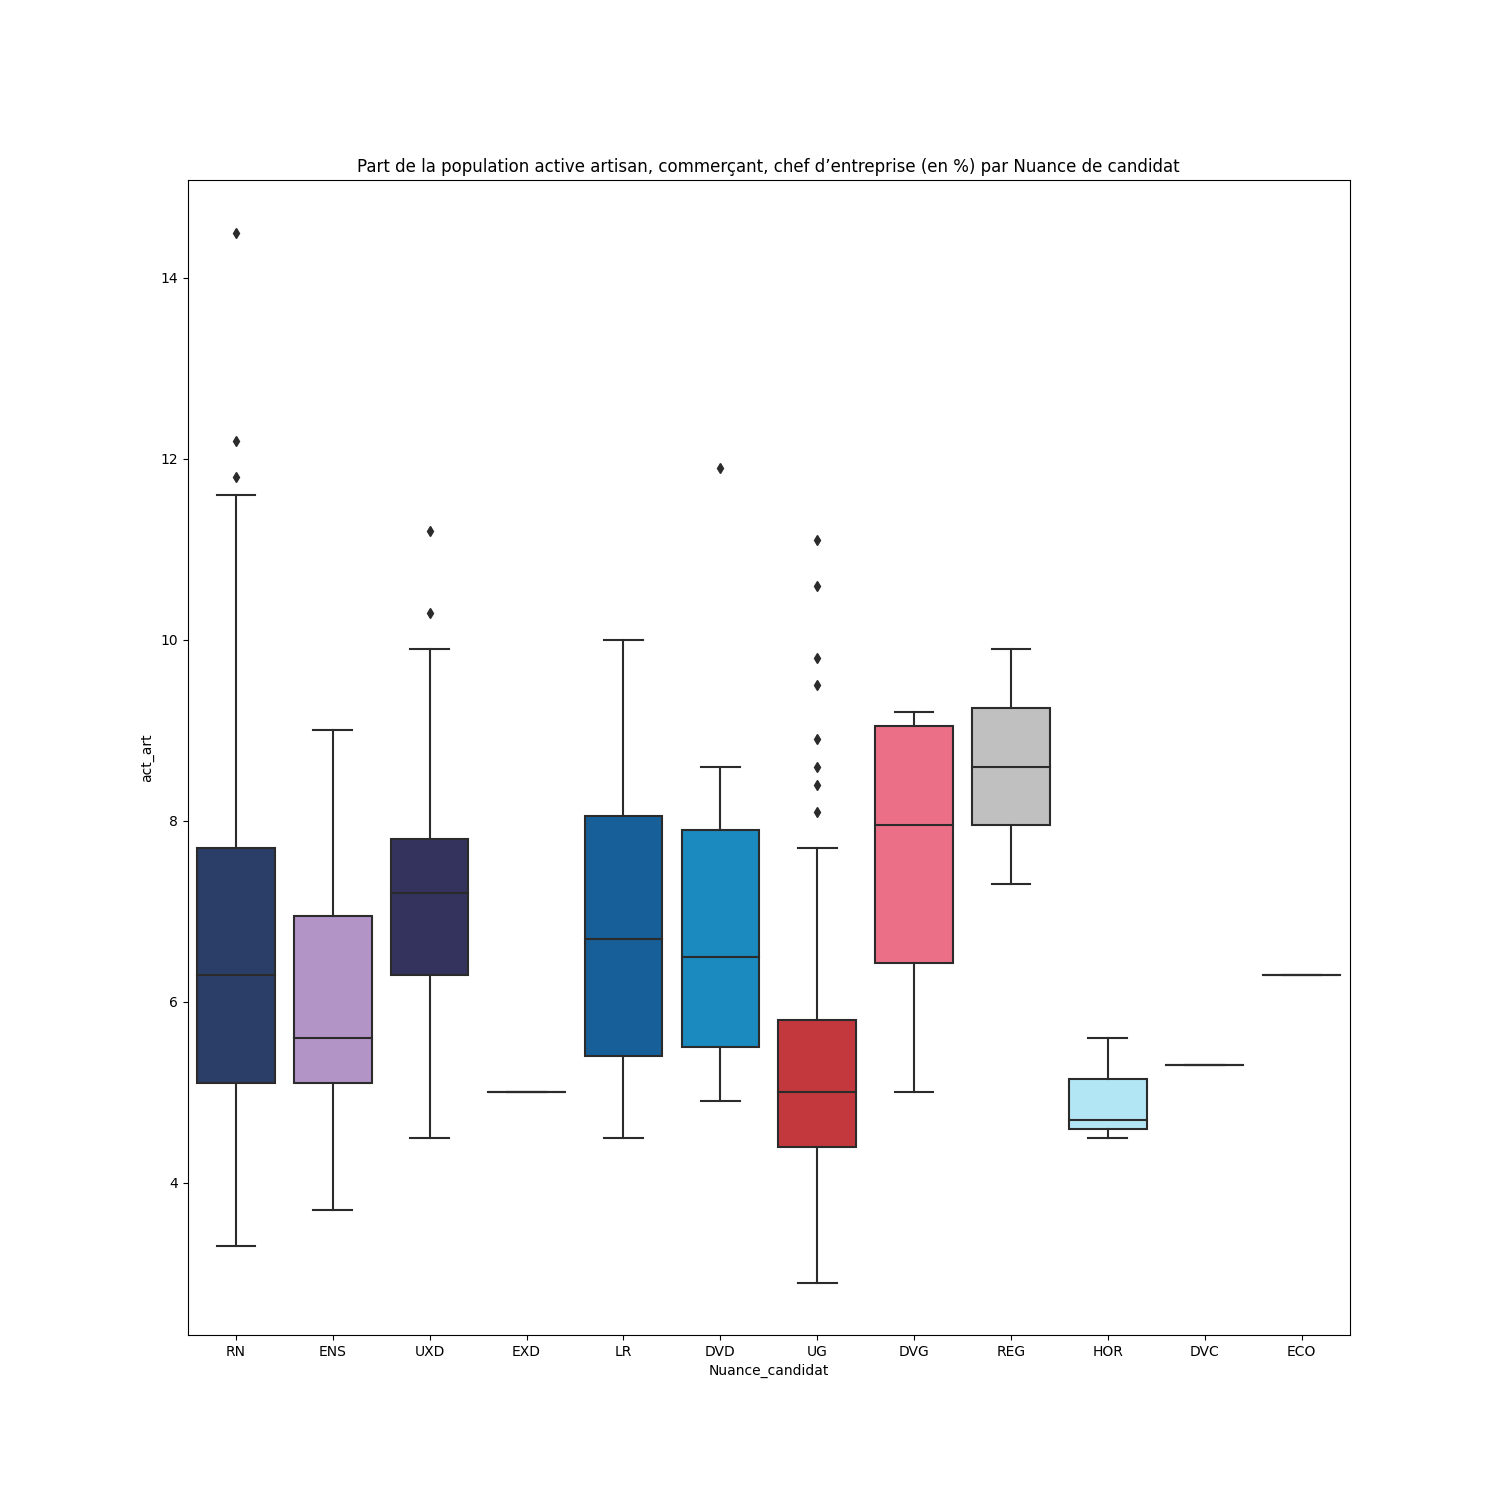 Part de la population active artisan, commerçant, chef d’entreprise (en %) par Nuance de candidat
14
12
10
8
6
4
act_art
RN ENS UXD EXD LR DVD UG DVG REG HOR DVC ECO
Nuance_candidat